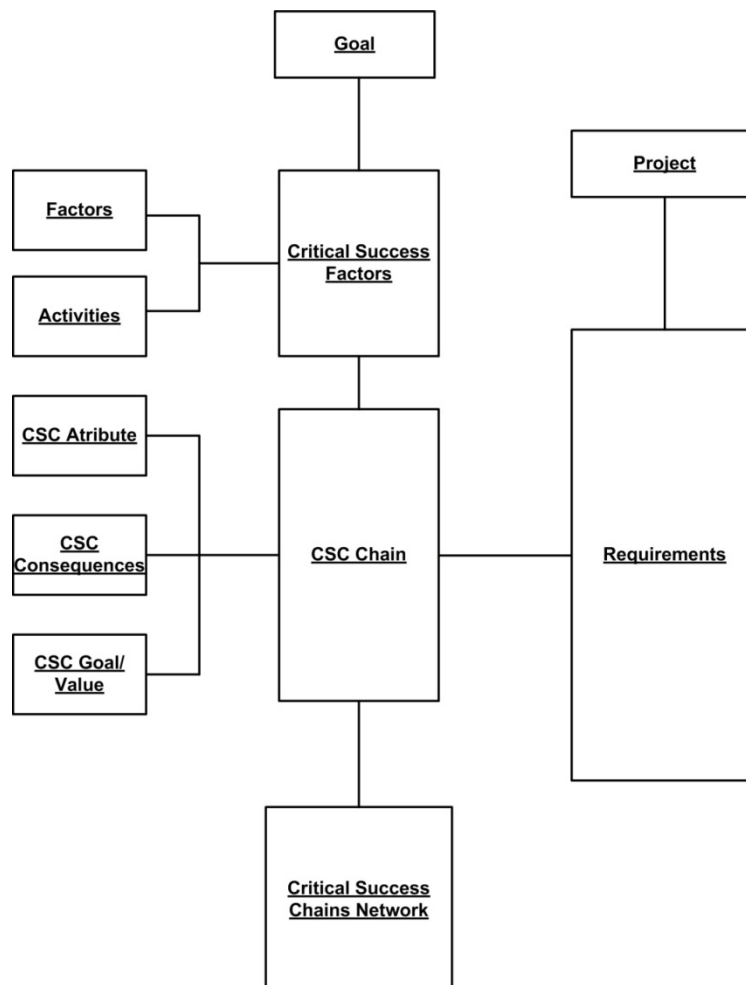 Goal
Project
Factors
Critical Success
Factors
Activities
CSC Atribute
CSC
Consequences
CSC Chain
Requirements
CSC Goal/
Value
Critical Success
Chains Network